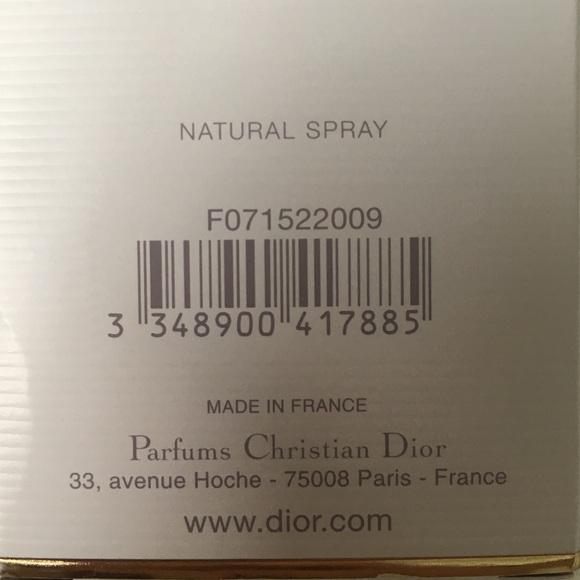 NATURAL SPRAY
F071522009
3 348900 417885
MADE IN FRANCE
Parfums Christian Dior
33, avenue Hoche - 75008 Paris - France
www.dior.com